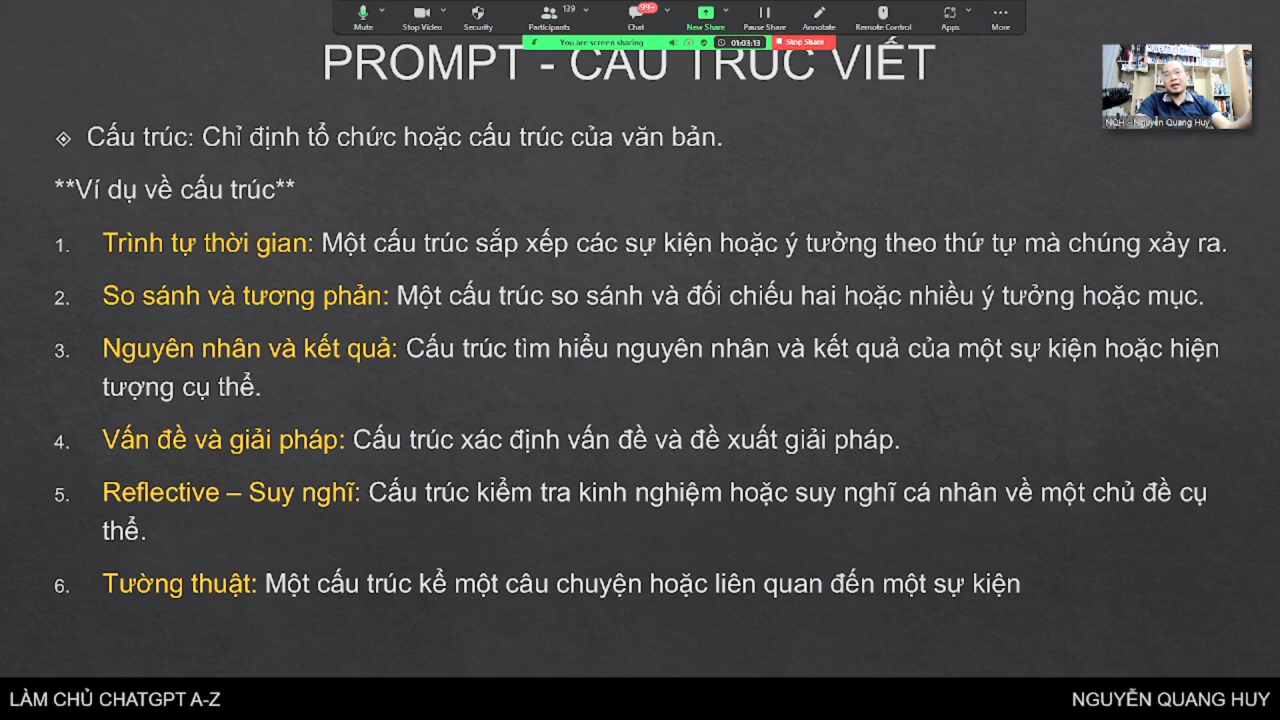 139
99+
Mute
Stop Video
Security
Participants
Chat
New Share
Pause Share
Annotate
Remote Control
Apps
More
You are screen sharing
01:03:13
Stop Share
PROMPT - CẤU TRÚC VIẾT
NQH - Nguyễn Quang Huy
Cấu trúc: Chỉ định tổ chức hoặc cấu trúc của văn bản.
**Ví dụ về cấu trúc**
1. Trình tự thời gian: Một cấu trúc sắp xếp các sự kiện hoặc ý tưởng theo thứ tự mà chúng xảy ra.
2. So sánh và tương phản: Một cấu trúc so sánh và đối chiếu hai hoặc nhiều ý tưởng hoặc mục.
3. Nguyên nhân và kết quả: Cấu trúc tìm hiểu nguyên nhân và kết quả của một sự kiện hoặc hiện
tượng cụ thể.
4. Vấn đề và giải pháp: Cấu trúc xác định vấn đề và đề xuất giải pháp.
5. Reflective – Suy nghĩ: Cấu trúc kiểm tra kinh nghiệm hoặc suy nghĩ cá nhân về một chủ đề cụ
thể.
6. Tường thuật: Một cấu trúc kể một câu chuyện hoặc liên quan đến một sự kiện
LÀM CHỦ CHATGPT A-Z
NGUYỄN QUANG HUY